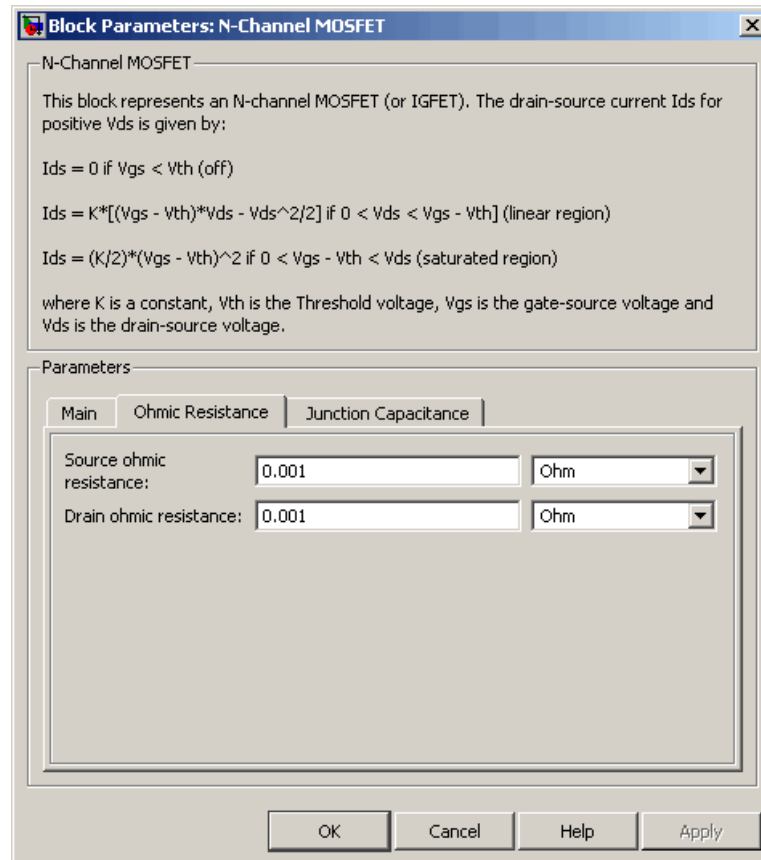 Block Parameters: N-Channel MOSFET
N-Channel MOSFET
This block represents an N-channel MOSFET (or IGFET). The drain-source current Ids for
positive Vds is given by:
Ids = 0 if Vgs < Vth (off)
Ids = K*[(Vgs - Vth)*Vds - Vds^2/2] if 0 < Vds < Vgs - Vth] (linear region)
Ids = (K/2)*(Vgs - Vth)^2 if 0 < Vgs - Vth < Vds (saturated region)
where K is a constant, Vth is the Threshold voltage, Vgs is the gate-source voltage and
Vds is the drain-source voltage.
Parameters
Main Ohmic Resistance Junction Capacitance
Source ohmic
resistance: 0.001 Ohm
Drain ohmic resistance: 0.001 Ohm
OK Cancel Help Apply